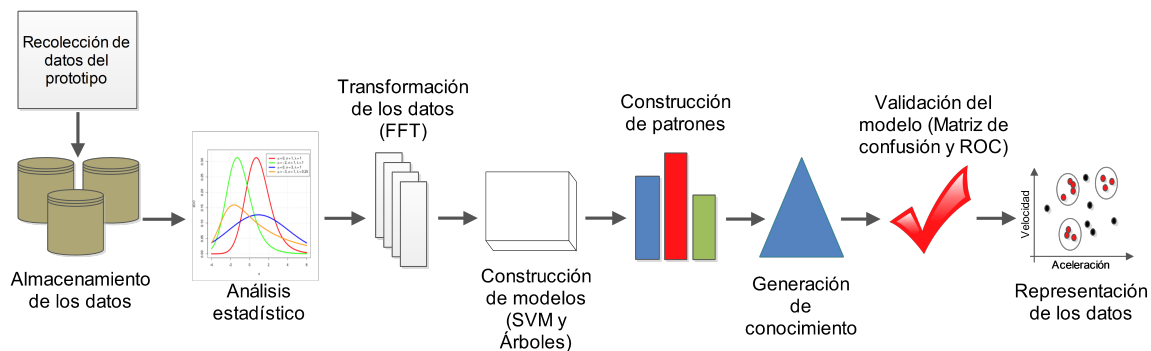 Recolección de
datos del
prototipo
Almacenamiento
de los datos
Análisis
estadístico
Transformación
de los datos
(FFT)
Construcción
de modelos
(SVM y
Árboles)
Construcción
de patrones
Generación
de
conocimiento
Validación del
modelo (Matriz de
confusión y ROC)
Velocidad
Aceleración
Representación
de los datos